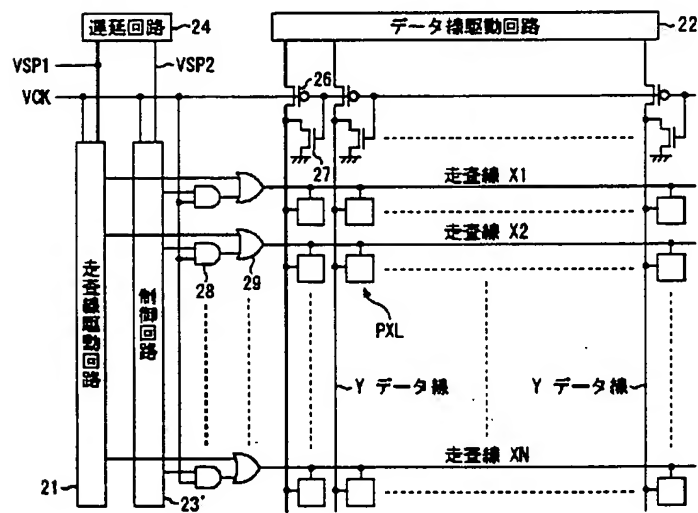 遅延回路
24
データ線駆動回路
22
VSP1
VSP2
VCK
26
27
走査線 X1
走査線 X2
28
29
PXL
走査線駆動回路
制御回路
Y データ線
Y データ線
走査線 XN
21
23'